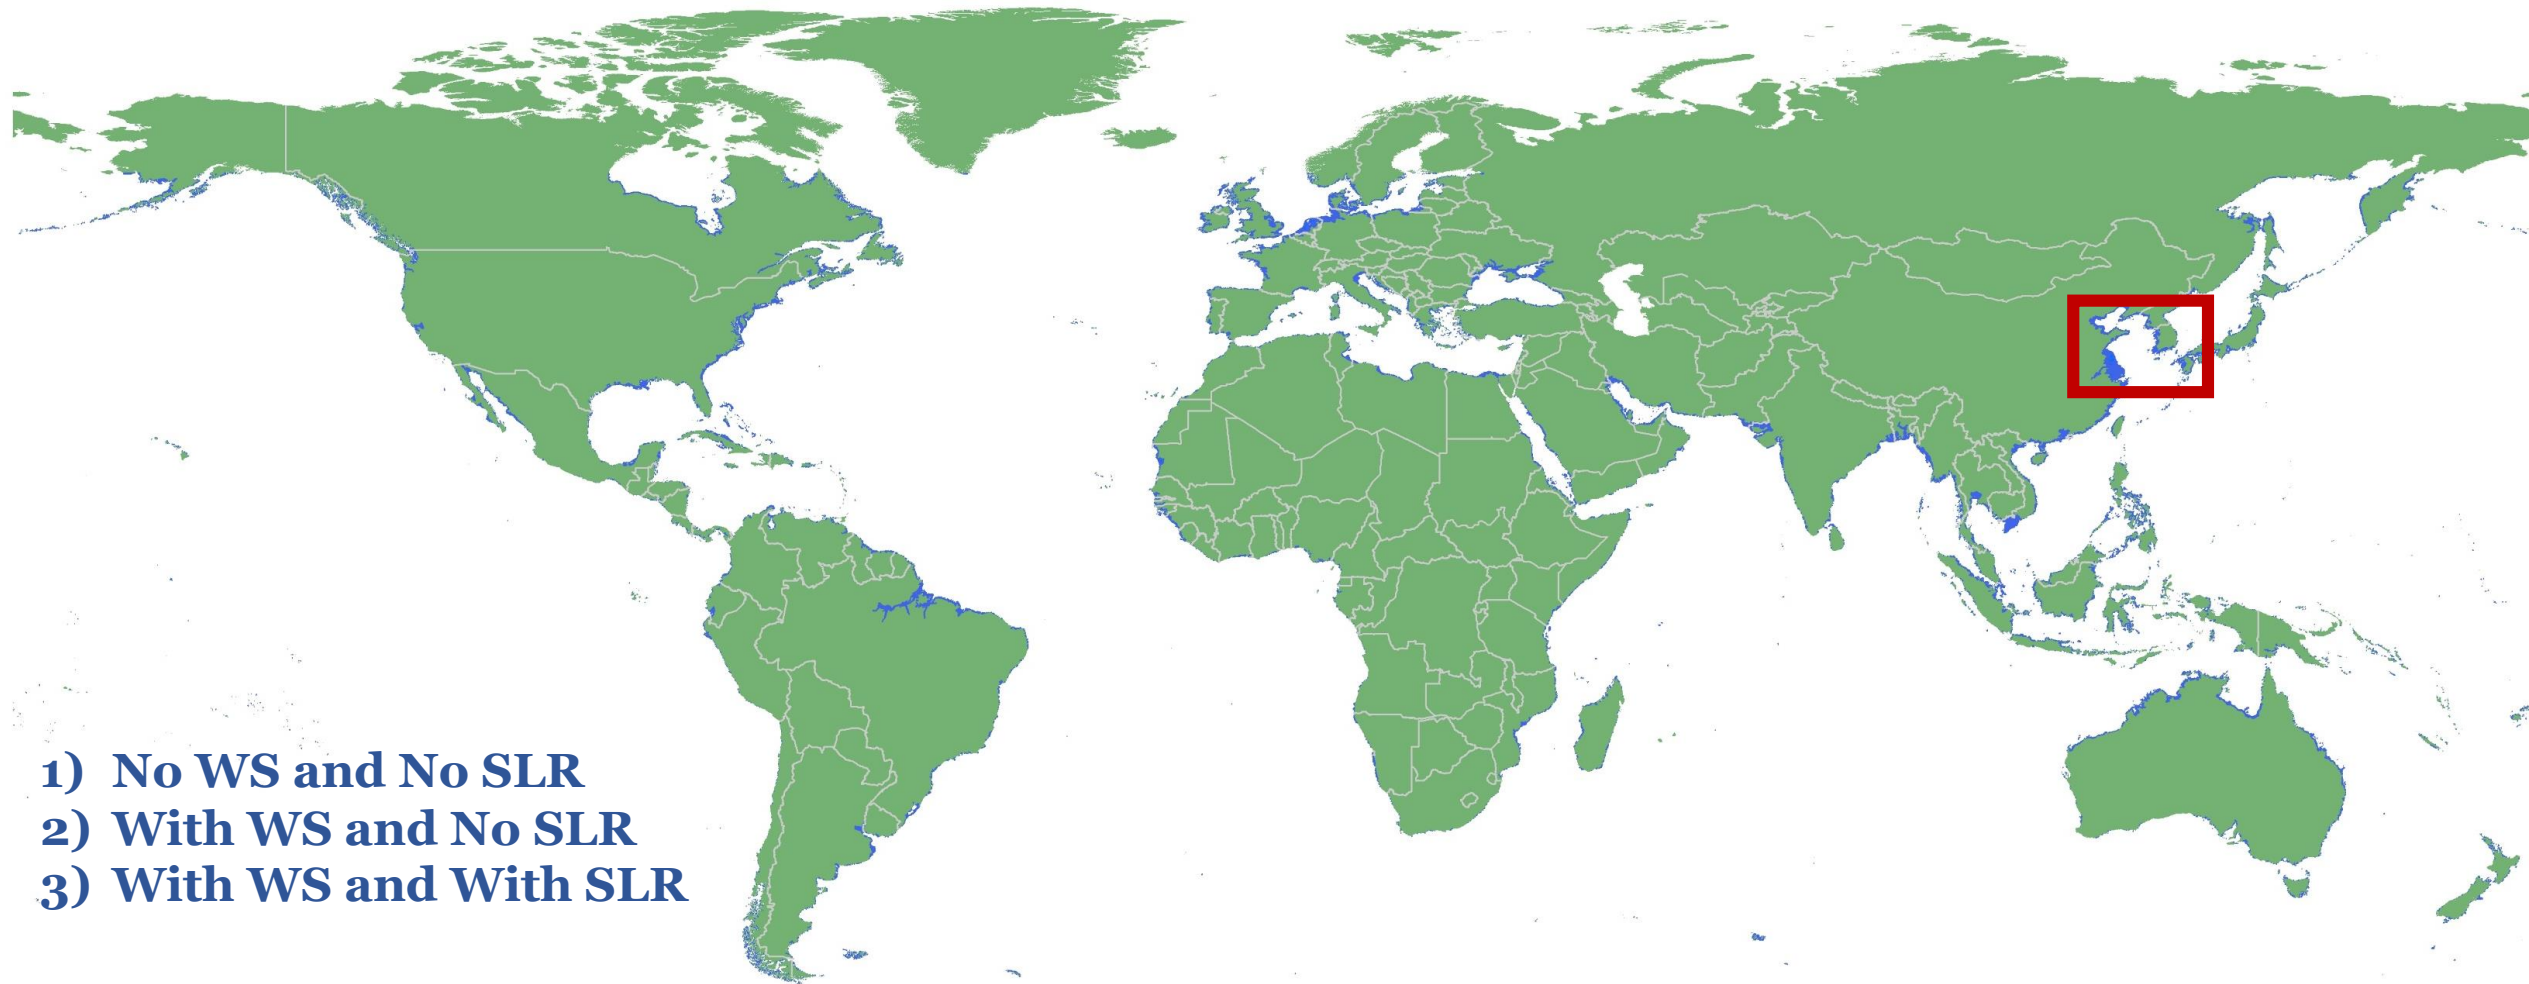 1) No WS and No SLR
2) With WS and No SLR
3) With WS and With SLR